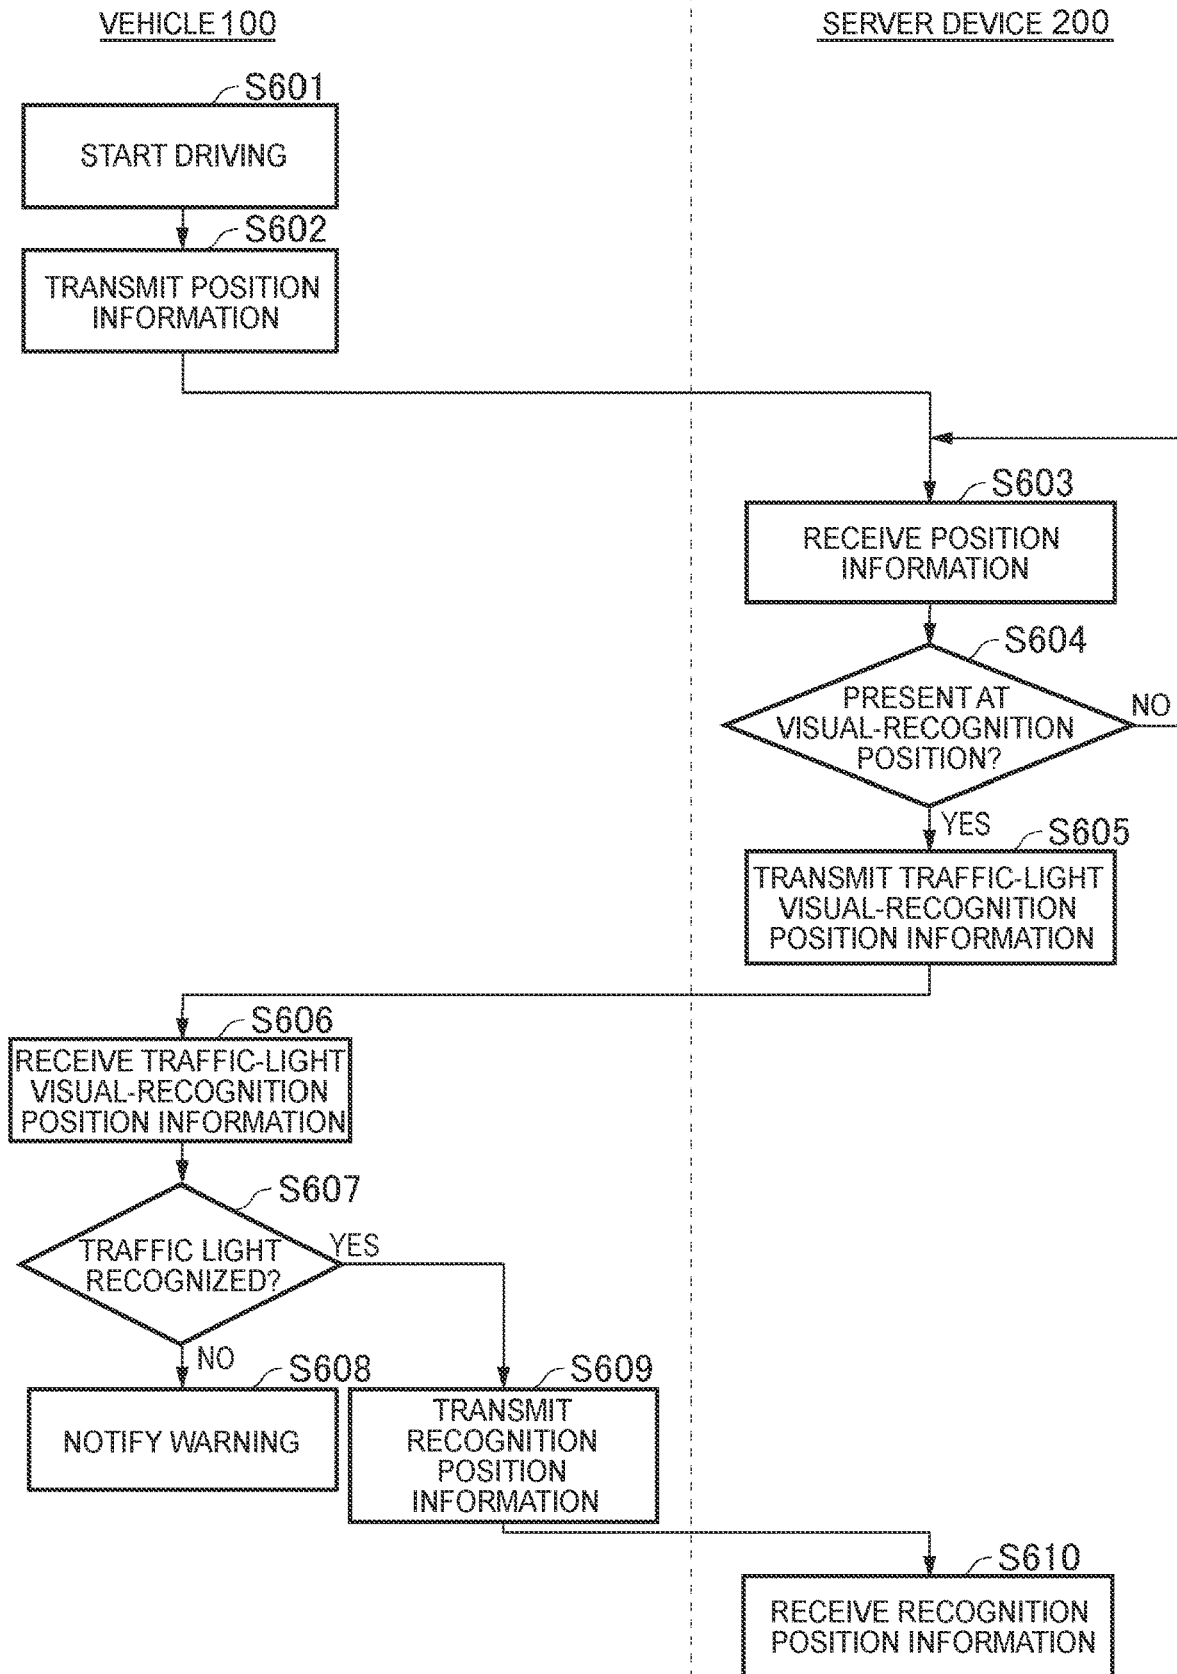 VEHICLE 100
SERVER DEVICE 200
S601
START DRIVING
S602
TRANSMIT POSITION
INFORMATION
S603
RECEIVE POSITION
INFORMATION
S604
PRESENT AT
VISUAL-RECOGNITION
POSITION?
NO
YES
S605
TRANSMIT TRAFFIC-LIGHT
VISUAL-RECOGNITION
POSITION INFORMATION
S606
RECEIVE TRAFFIC-LIGHT
VISUAL-RECOGNITION
POSITION INFORMATION
S607
TRAFFIC LIGHT
RECOGNIZED?
YES
NO
S608
NOTIFY WARNING
S609
TRANSMIT
RECOGNITION
POSITION
INFORMATION
S610
RECEIVE RECOGNITION
POSITION INFORMATION